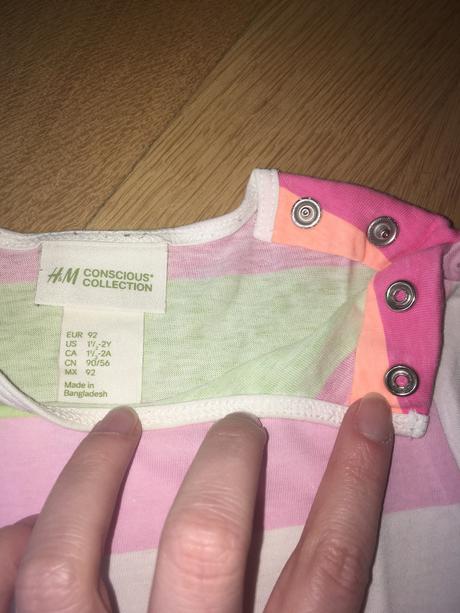 H&M CONSCIOUS*
COLLECTION
EUR 92
US 1½-2Y
CA 1½-2A
CN 90/56
MX 92
Made in
Bangladesh